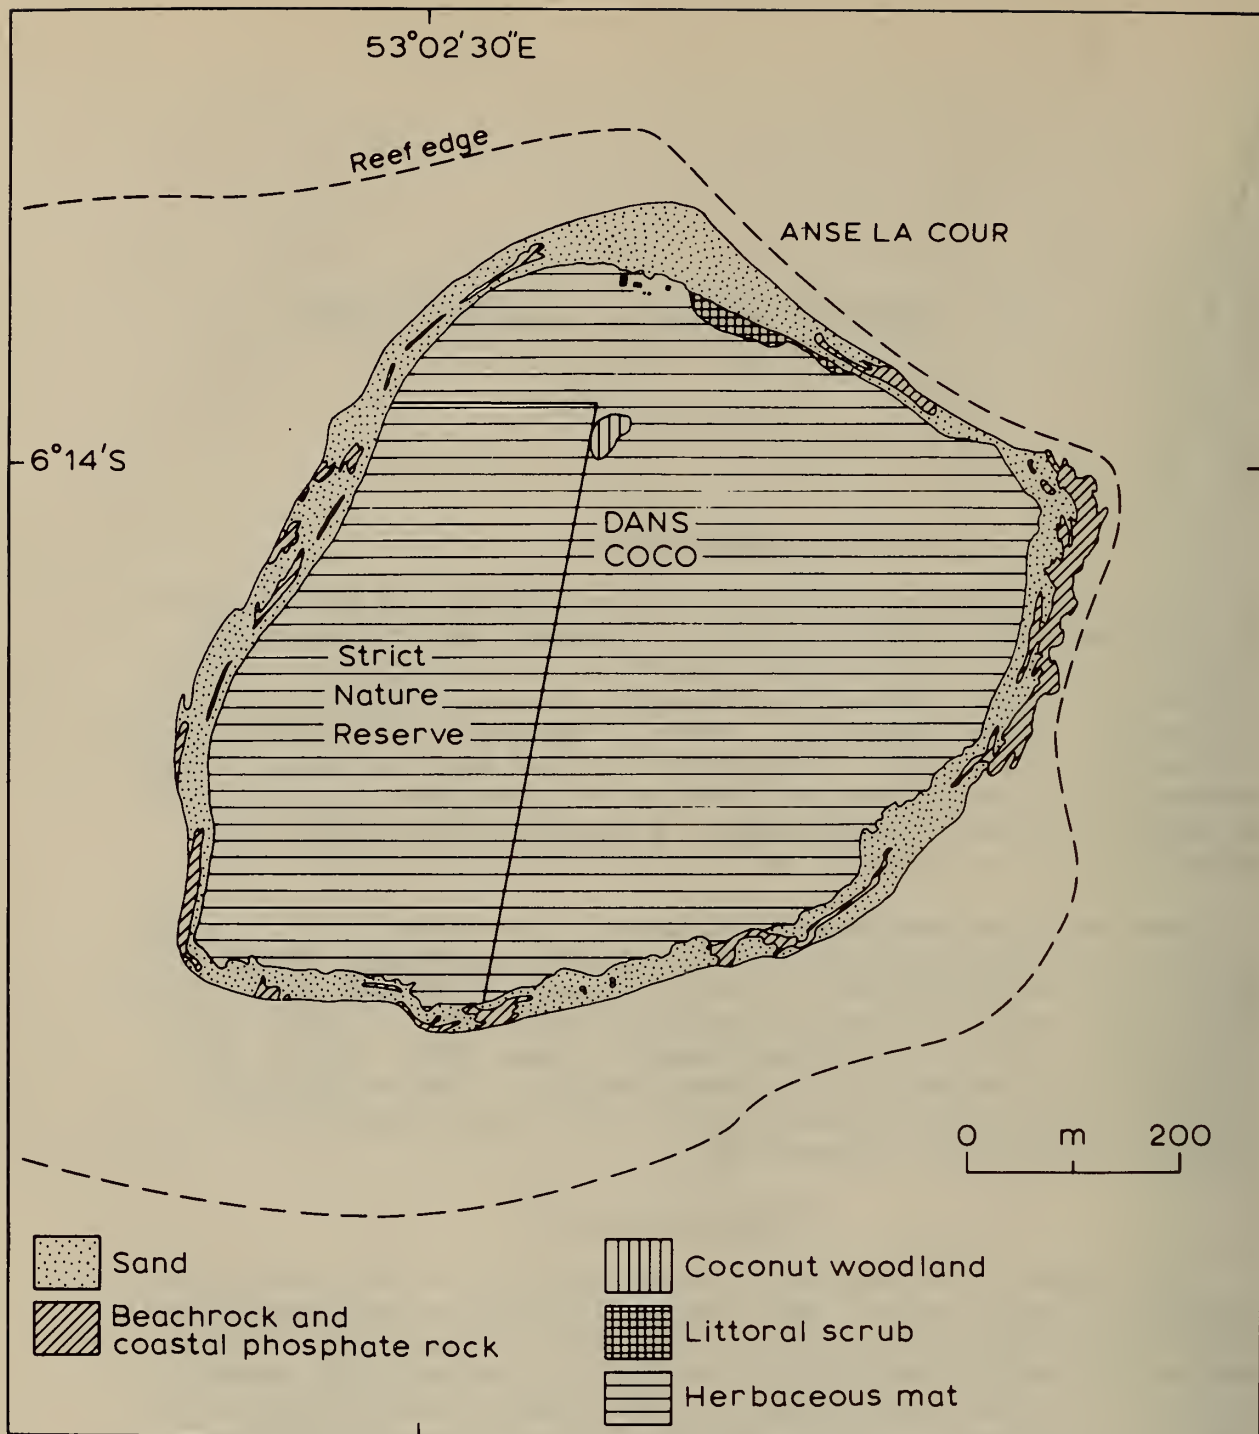 53°02'30"E
Reef edge
ANSE LA COUR
6°14'S
DANS
COCO
Strict
Nature
Reserve
0 m 200
Sand
Beachrock and
coastal phosphate rock
Coconut woodland
Littoral scrub
Herbaceous mat